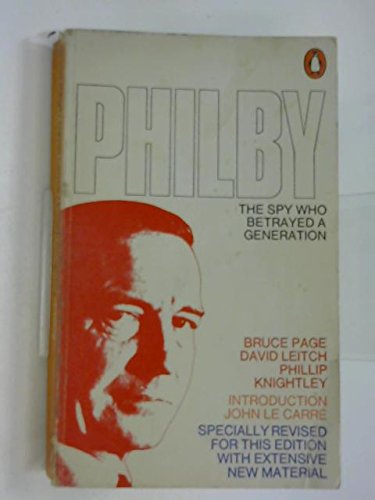 PHILBY
THE SPY WHO
BETRAYED A
GENERATION
BRUCE PAGE
DAVID LEITCH
PHILLIP
KNIGHTLEY
INTRODUCTION
JOHN LE CARRÉ
SPECIALLY REVISED
FOR THIS EDITION
WITH EXTENSIVE
NEW MATERIAL